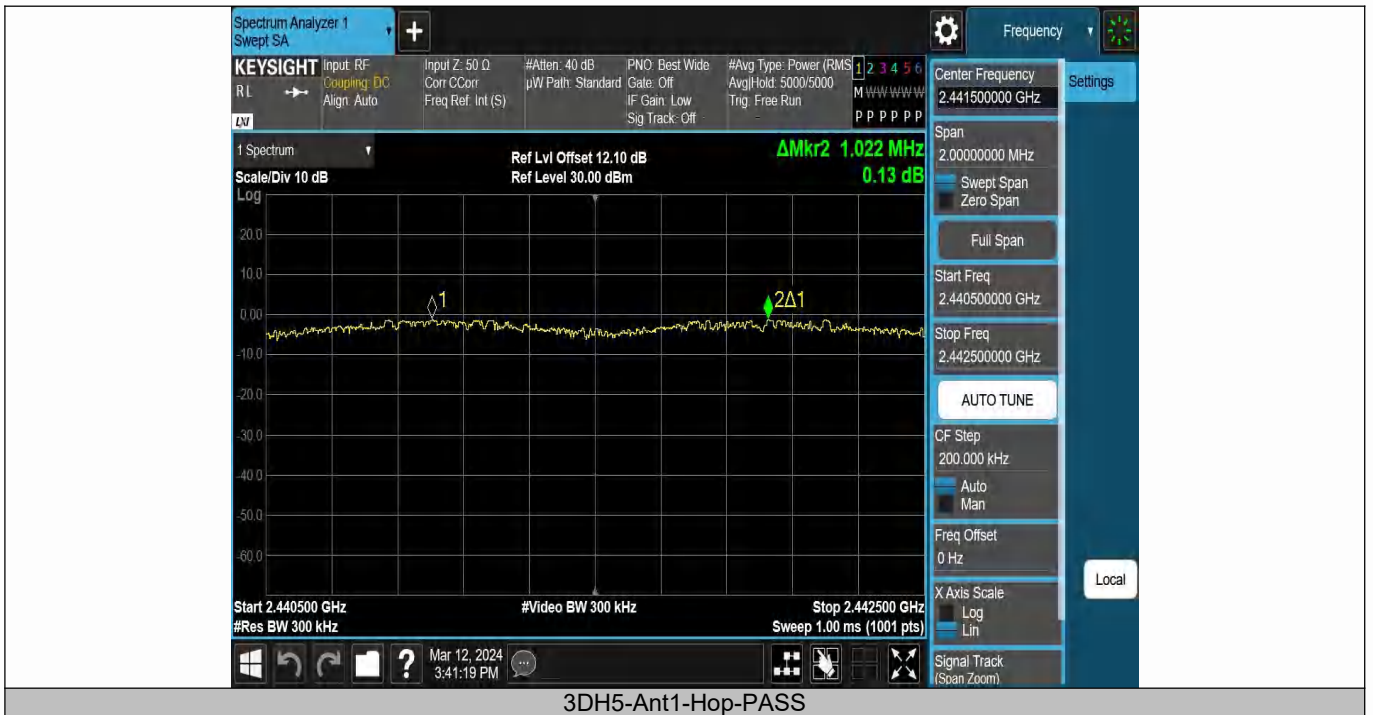 Spectrum Analyzer 1
Swept SA
+
Frequency
KEYSIGHT
RL
LXI
Input: RF
Coupling: DC
Align: Auto
Input Z: 50 Ω
Corr CCorr
Freq Ref: Int (S)
#Atten: 40 dB
µW Path: Standard
PNO: Best Wide
Gate: Off
IF Gain: Low
Sig Track: Off
#Avg Type: Power (RMS
Avg|Hold: 5000/5000
Trig: Free Run
1 2 3 4 5 6
M W W W W W
P P P P P P
1 Spectrum
Scale/Div 10 dB
Log
Ref Lvl Offset 12.10 dB
Ref Level 30.00 dBm
ΔMkr2 1.022 MHz
0.13 dB
20.0
10.0
0.00
-10.0
-20.0
-30.0
-40.0
-50.0
-60.0
1
2Δ1
Start 2.440500 GHz
#Res BW 300 kHz
#Video BW 300 kHz
Stop 2.442500 GHz
Sweep 1.00 ms (1001 pts)
Mar 12, 2024
3:41:19 PM
Center Frequency
2.441500000 GHz
Settings
Span
2.00000000 MHz
Swept Span
Zero Span
Full Span
Start Freq
2.440500000 GHz
Stop Freq
2.442500000 GHz
AUTO TUNE
CF Step
200.000 kHz
Auto
Man
Freq Offset
0 Hz
Local
X Axis Scale
Log
Lin
Signal Track
(Span Zoom)
3DH5-Ant1-Hop-PASS